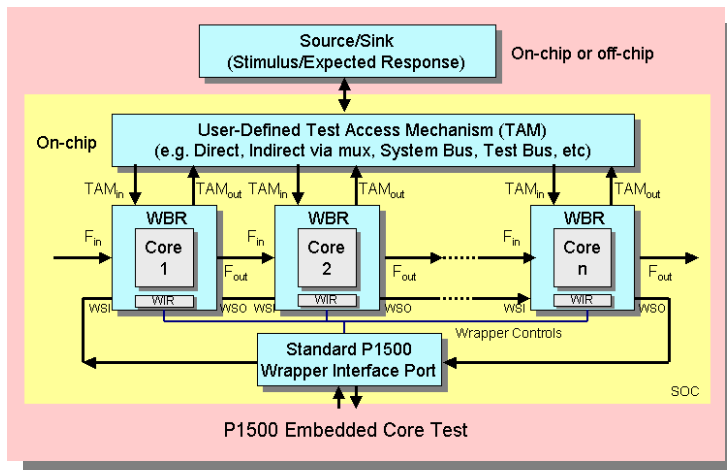 Source/Sink
(Stimulus/Expected Response)
On-chip or off-chip
On-chip
User-Defined Test Access Mechanism (TAM)
(e.g. Direct, Indirect via mux, System Bus, Test Bus, etc)
TAMin TAMout TAMin TAMout TAMin TAMout
WBR WBR WBR
Fin Core 1 Fout Fin Core 2 Fout Fin Core n Fout
WIR WIR WIR
WSI WSO WSI WSO WSI WSO
Wrapper Controls
Standard P1500
Wrapper Interface Port
SOC
P1500 Embedded Core Test